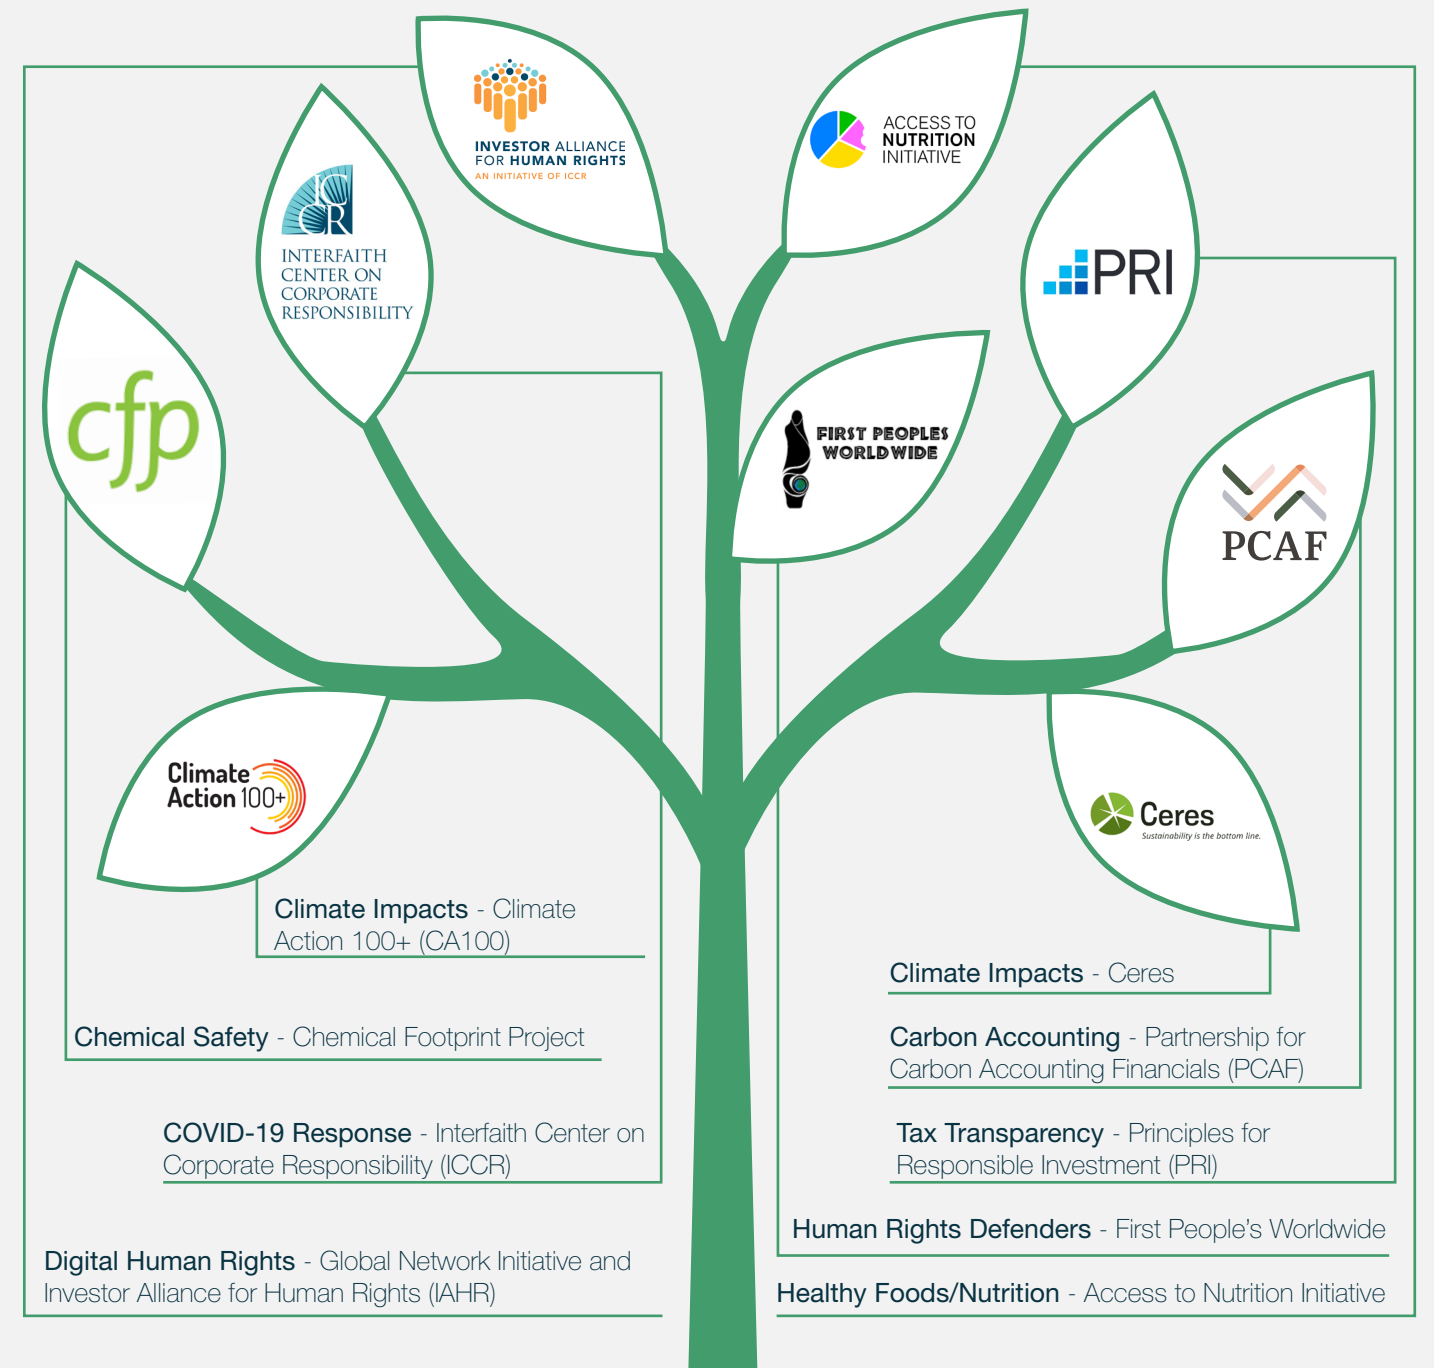 INVESTOR ALLIANCE
FOR HUMAN RIGHTS
AN INITIATIVE OF ICCR
ACCESS TO
NUTRITION
INITIATIVE
IC
CR
INTERFAITH
CENTER ON
CORPORATE
RESPONSIBILITY
PRI
cfp
FIRST PEOPLES
WORLDWIDE
PCAF
Climate
Action 100+
Ceres
Sustainability is the bottom line.
Climate Impacts - Climate
Action 100+ (CA100)
Chemical Safety - Chemical Footprint Project
COVID-19 Response - Interfaith Center on
Corporate Responsibility (ICCR)
Digital Human Rights - Global Network Initiative and
Investor Alliance for Human Rights (IAHR)
Climate Impacts - Ceres
Carbon Accounting - Partnership for
Carbon Accounting Financials (PCAF)
Tax Transparency - Principles for
Responsible Investment (PRI)
Human Rights Defenders - First People's Worldwide
Healthy Foods/Nutrition - Access to Nutrition Initiative